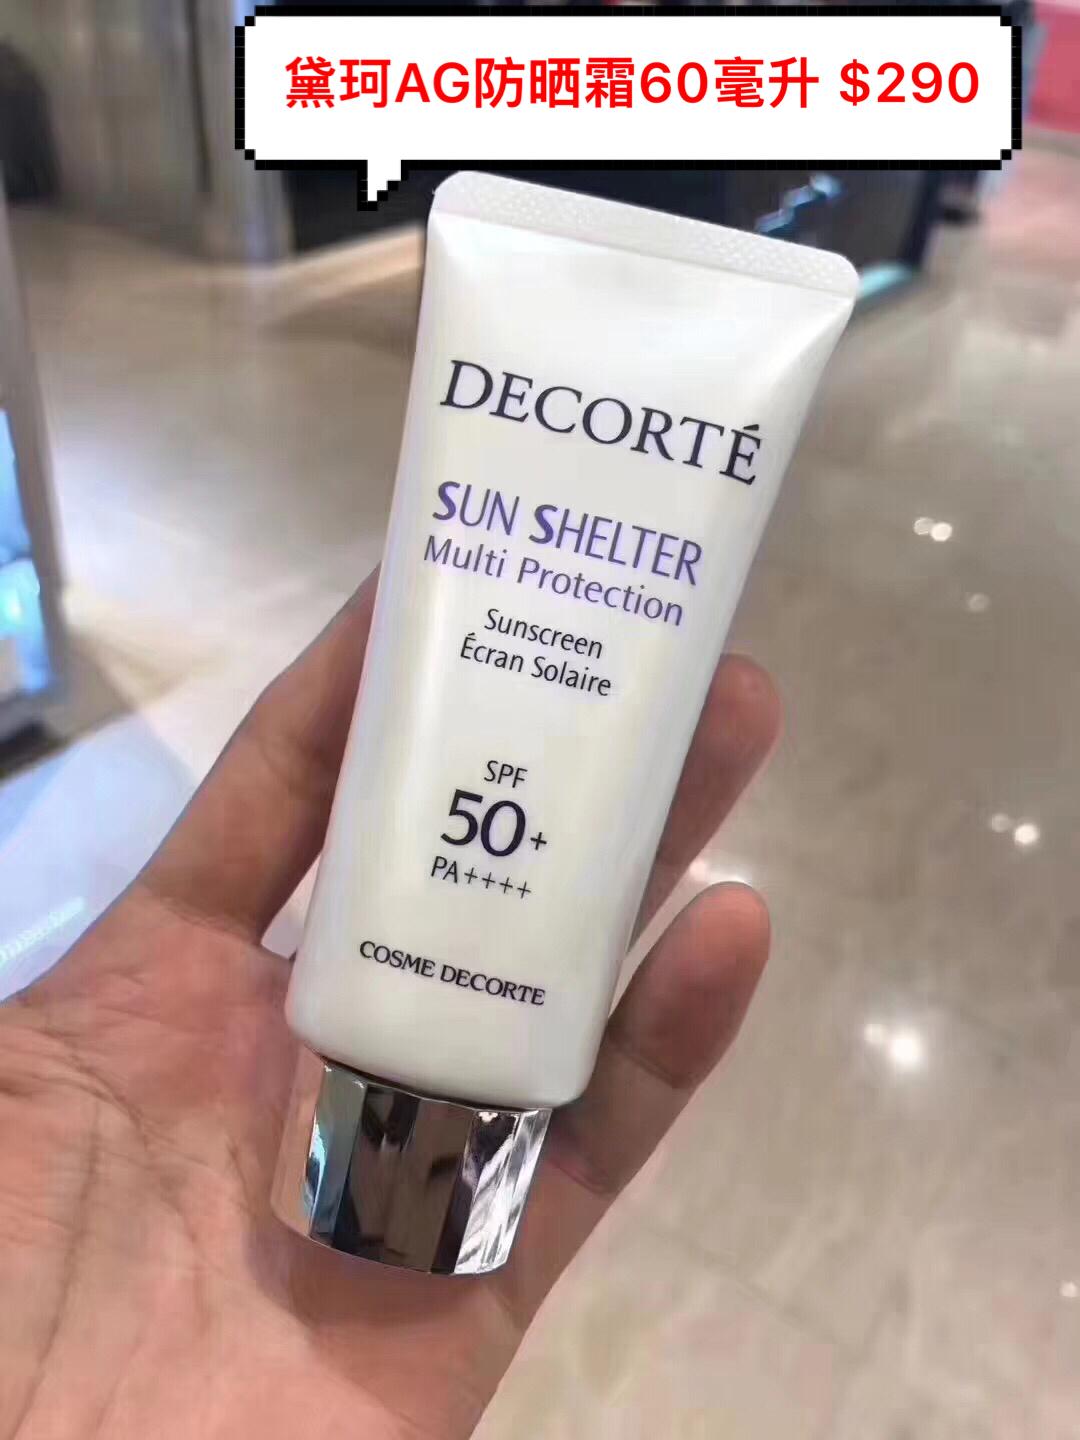 黛珂AG防晒霜60毫升 $290
DECORTÉ
SUN SHELTER
Multi Protection
Sunscreen
Écran Solaire
SPF
50+
PA++++
COSME DECORTE